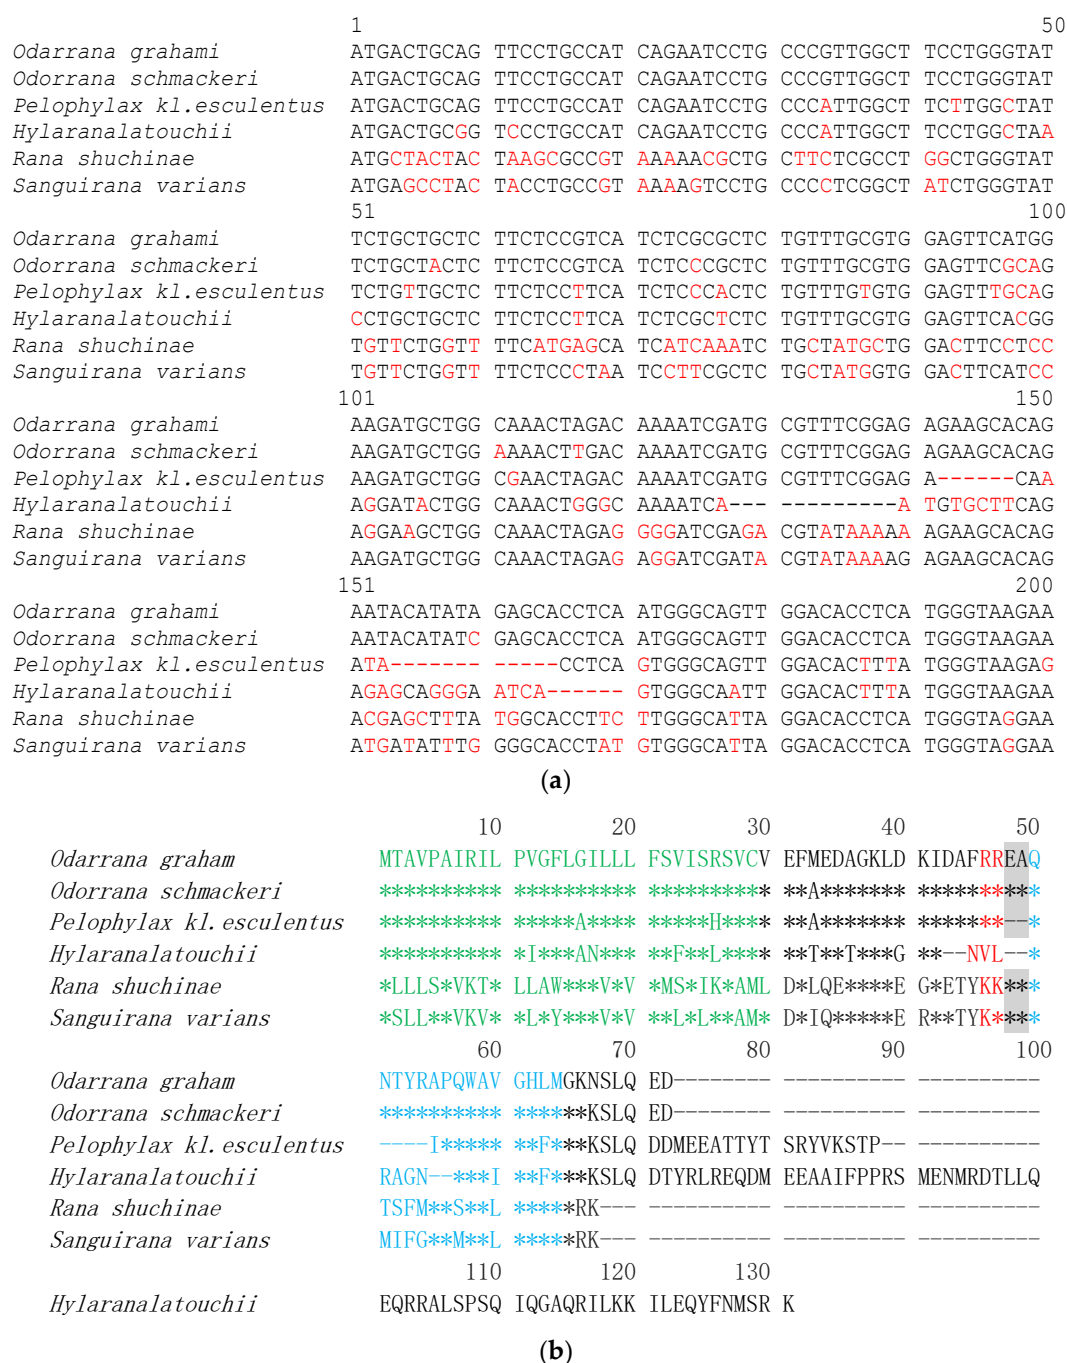 1 50
Odarrana grahami ATGACTGCAG TTCCTGCCAT CAGAATCCTG CCCGTTGGCT TCCTGGGTAT
Odorrana schmackeri ATGACTGCAG TTCCTGCCAT CAGAATCCTG CCCGTTGGCT TCCTGGGTAT
Pelophylax kl.esculentus ATGACTGCAG TTCCTGCCAT CAGAATCCTG CCCATTGGCT TCTTGGCTAT
Hylaranalatouchii ATGACTGCGG TCCCTGCCAT CAGAATCCTG CCCATTGGCT TCCTGGCTAA
Rana shuchinae ATGCTACTAC TAAGCGCCGT AAAAACGCTG CTTCTCGCCT GGCTGGGTAT
Sanguirana varians ATGAGCCTAC TACCTGCCGT AAAAGTCCTG CCCCTCGGCT ATCTGGGTAT
51 100
Odarrana grahami TCTGCTGCTC TTCTCCGTCA TCTCGCGCTC TGTTTGCGTG GAGTTCATGG
Odorrana schmackeri TCTGCTACTC TTCTCCGTCA TCTCCCGCTC TGTTTGCGTG GAGTTCGCAG
Pelophylax kl.esculentus TCTGTTGCTC TTCTCCTTCA TCTCCCACTC TGTTTGTGTG GAGTTTGCAG
Hylaranalatouchii CCTGCTGCTC TTCTCCTTCA TCTCGCTCTC TGTTTGCGTG GAGTTCACGG
Rana shuchinae TGTTCTGGTT TTCATGAGCA TCATCAAATC TGCTATGCTG GACTTCCTCC
Sanguirana varians TGTTCTGGTT TTCTCCCTAA TCCTTCGCTC TGCTATGGTG GACTTCATCC
101 150
Odarrana grahami AAGATGCTGG CAAACTAGAC AAAATCGATG CGTTTCGGAG AGAAGCACAG
Odorrana schmackeri AAGATGCTGG AAAACTTGAC AAAATCGATG CGTTTCGGAG AGAAGCACAG
Pelophylax kl.esculentus AAGATGCTGG CGAACTAGAC AAAATCGATG CGTTTCGGAG A------CAA
Hylaranalatouchii AGGATACTGG CAAACTGGGC AAAATCA--- ---------A TGTGCTTCAG
Rana shuchinae AGGAAGCTGG CAAACTAGAG GGGATCGAGA CGTATAAAAA AGAAGCACAG
Sanguirana varians AAGATGCTGG CAAACTAGAG AGGATCGATA CGTATAAAAG AGAAGCACAG
151 200
Odarrana grahami AATACATATA GAGCACCTCA ATGGGCAGTT GGACACCTCA TGGGTAAGAA
Odorrana schmackeri AATACATATC GAGCACCTCA ATGGGCAGTT GGACACCTCA TGGGTAAGAA
Pelophylax kl.esculentus ATA------- -----CCTCA GTGGGCAGTT GGACACTTTA TGGGTAAGAG
Hylaranalatouchii AGAGCAGGGA ATCA------ GTGGGCAATT GGACACTTTA TGGGTAAGAA
Rana shuchinae ACGAGCTTTA TGGCACCTTC TTGGGCATTA GGACACCTCA TGGGTAGGAA
Sanguirana varians ATGATATTTG GGGCACCTAT GTGGGCATTA GGACACCTCA TGGGTAGGAA
(a)
10 20 30 40 50
Odarrana graham MTAVPAIRIL PVGFLGILLL FSVISRSVCV EFMEDAGKLD KIDAFRREAQ
Odorrana schmackeri ********** ********** ********** **A******* **********
Pelophylax kl.esculentus ********** *****A**** *****H**** **A******* *******--*
Hylaranalatouchii ********** *I**AN**** **F**L**** **T**T***G **--NVL--*
Rana shuchinae *LLLS*VKT* LLAW***V*V *MS*IK*AML D*LQE****E G*ETYKK***
Sanguirana varians *SLL**VKV* *L*Y***V*V **L*L**AM* D*IQ*****E R**TYK****
60 70 80 90 100
Odarrana graham NTYRAPQWAV GHLMGKNSLQ ED-------- ---------- ----------
Odorrana schmackeri ********** ******KSLQ ED-------- ---------- ----------
Pelophylax kl.esculentus ----I***** **F***KSLQ DDMEEATTYT SRYVKSTP-- ----------
Hylaranalatouchii RAGN--***I **F***KSLQ DTYRLREQDM EEAAIFPPRS MENMRDTLLQ
Rana shuchinae TSFM**S**L *****RK--- ---------- ---------- ----------
Sanguirana varians MIFG**M**L *****RK--- ---------- ---------- ----------
110 120 130
Hylaranalatouchii EQRRALSPSQ IQGAQRILKK ILEQYFNMSR K
(b)